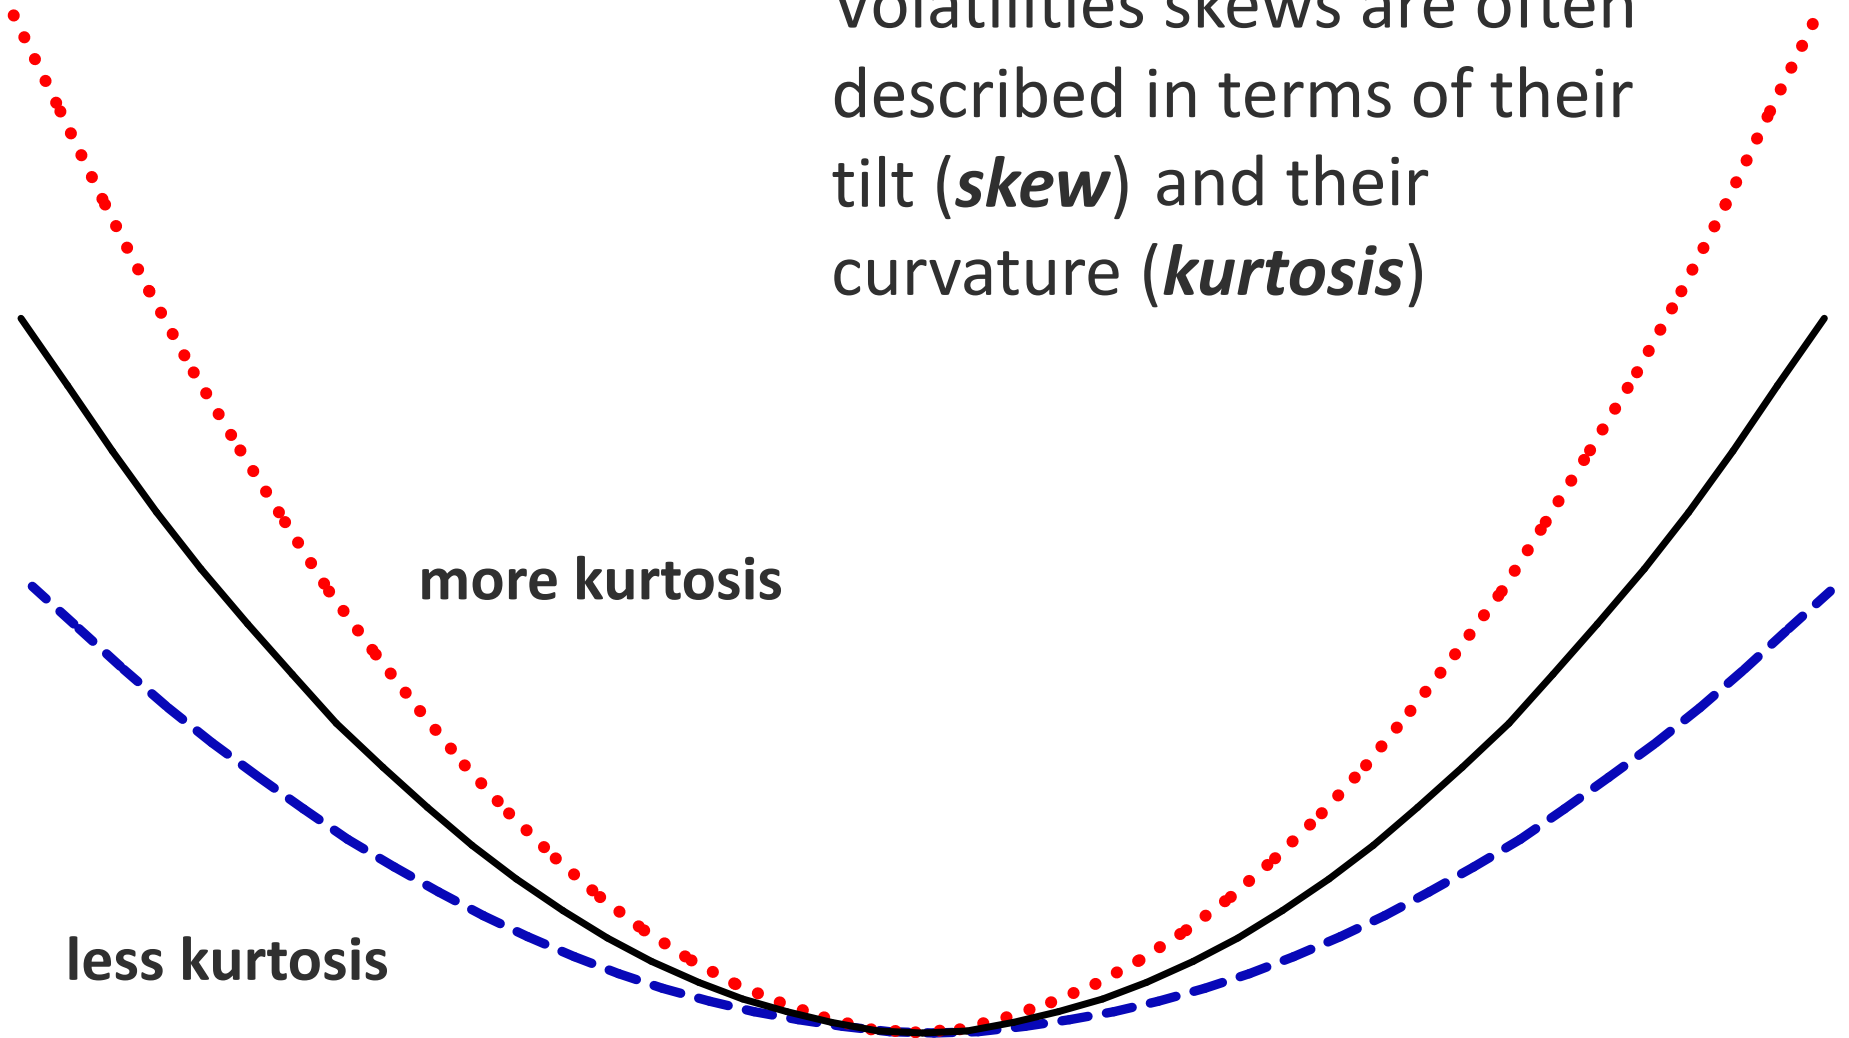 Volatilities skews are often
described in terms of their
tilt (skew) and their
curvature (kurtosis)
more kurtosis
less kurtosis